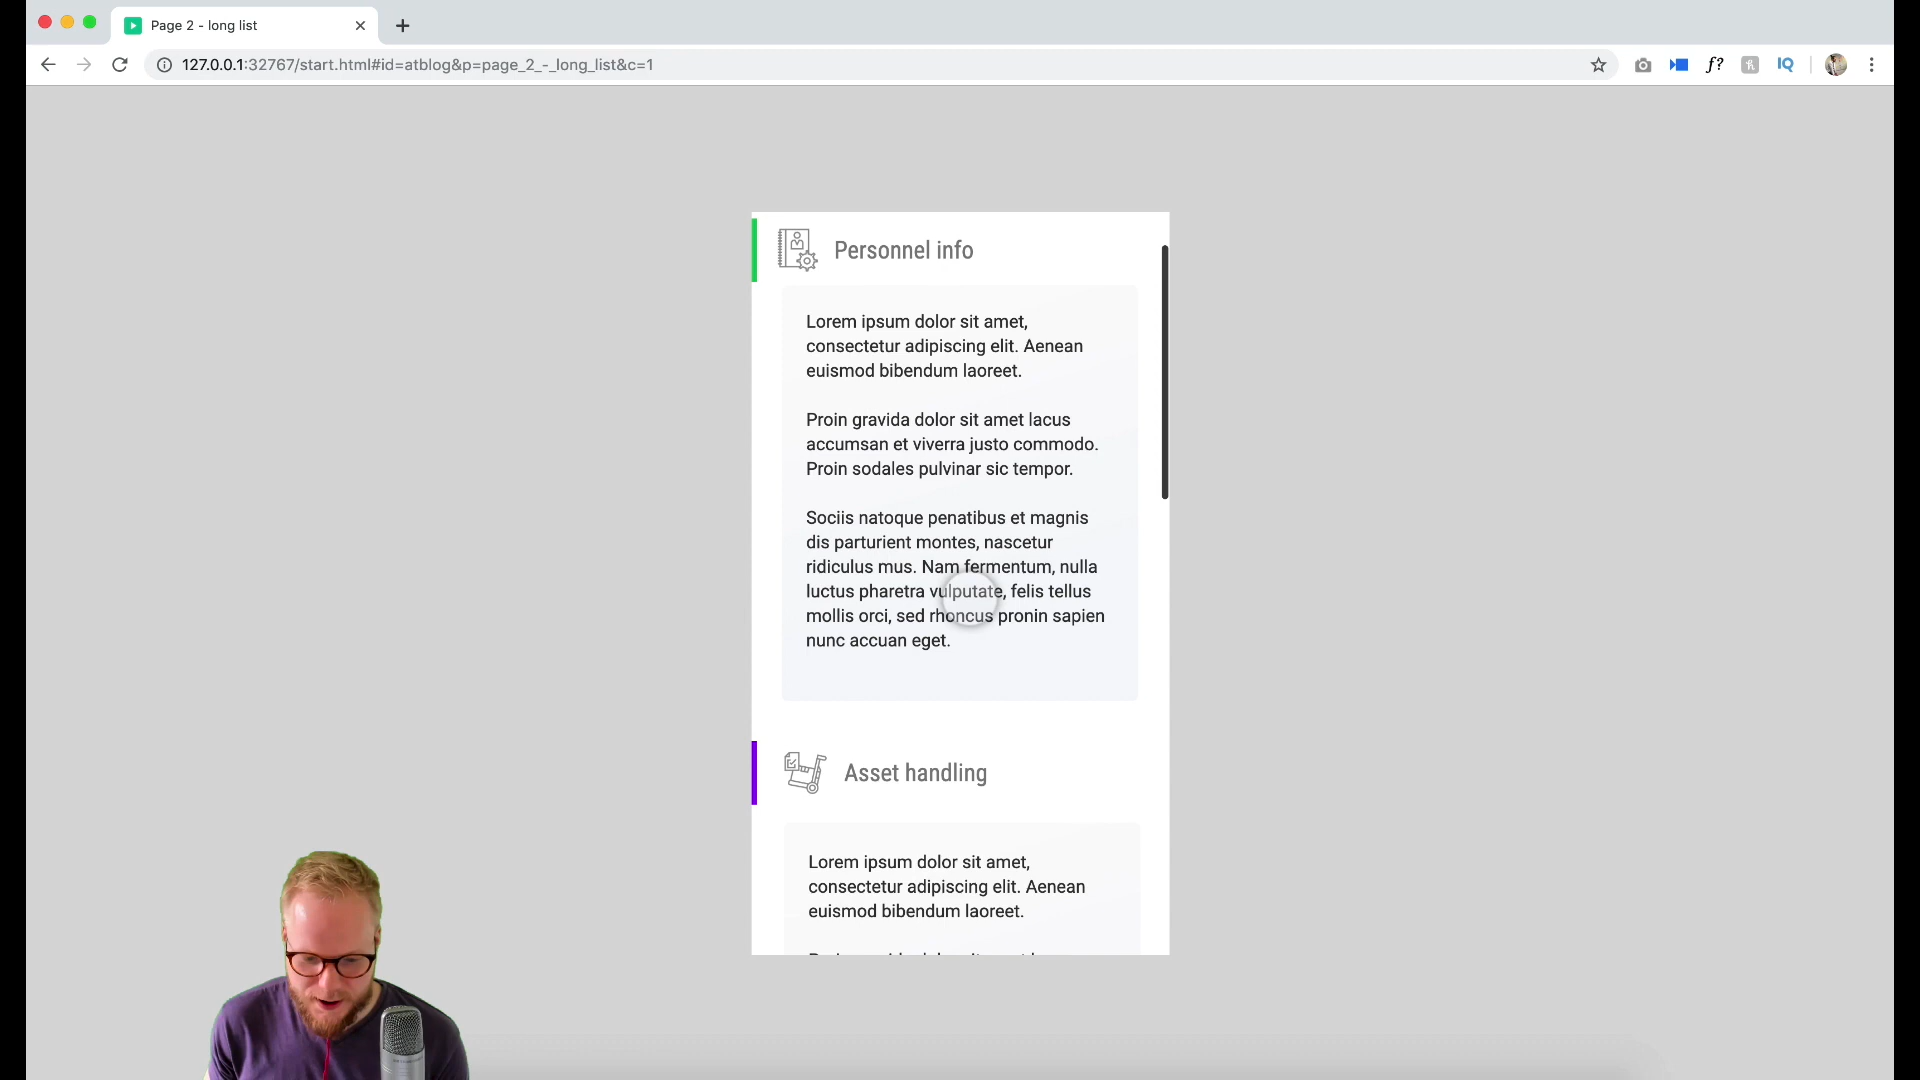 Page 2 - long list
127.0.0.1:32767/start.html#id=atblog&p=page_2_-_long_list&c=1
f?
IQ
Personnel info
Lorem ipsum dolor sit amet,
consectetur adipiscing elit. Aenean
euismod bibendum laoreet.
Proin gravida dolor sit amet lacus
accumsan et viverra justo commodo.
Proin sodales pulvinar sic tempor.
Sociis natoque penatibus et magnis
dis parturient montes, nascetur
ridiculus mus. Nam fermentum, nulla
luctus pharetra vulputate, felis tellus
mollis orci, sed rhoncus pronin sapien
nunc accuan eget.
Asset handling
Lorem ipsum dolor sit amet,
consectetur adipiscing elit. Aenean
euismod bibendum laoreet.